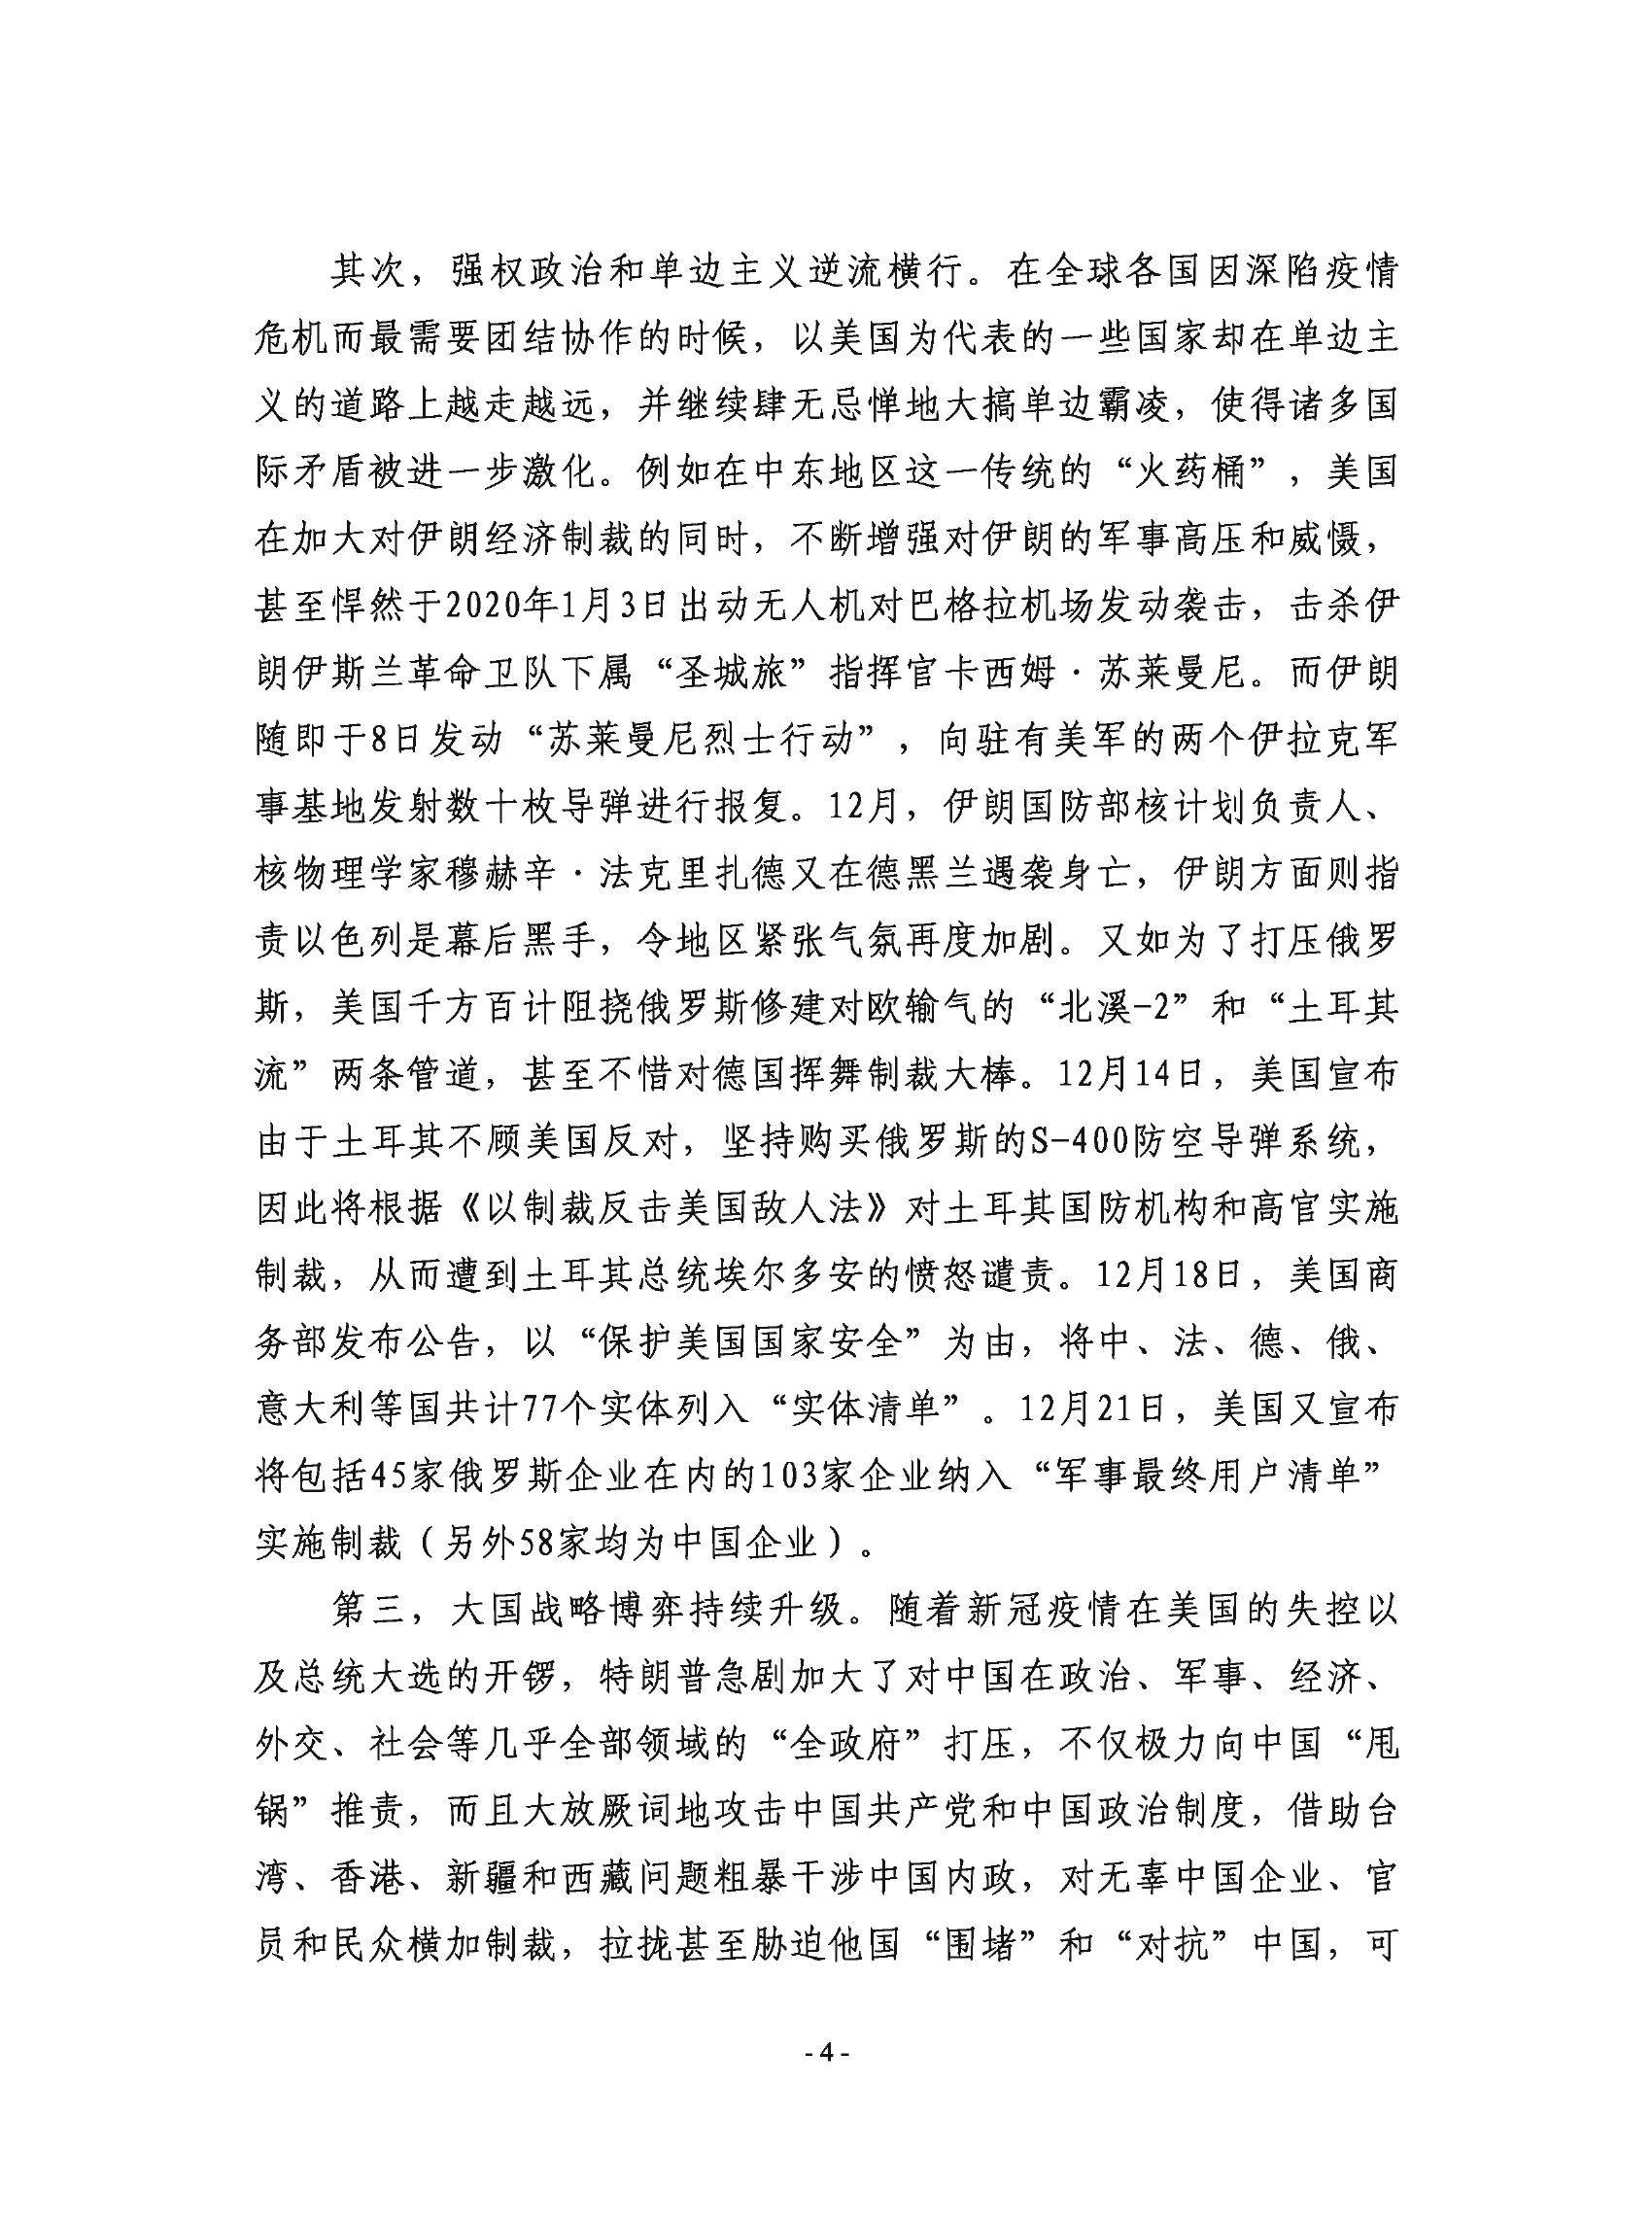 其次，强权政治和单边主义逆流横行。在全球各国因深陷疫情
危机而最需要团结协作的时候，以美国为代表的一些国家却在单边主
义的道路上越走越远，并继续肆无忌惮地大搞单边霸凌，使得诸多国
际矛盾被进一步激化。例如在中东地区这一传统的“火药桶”，美国
在加大对伊朗经济制裁的同时，不断增强对伊朗的军事高压和威慑，
甚至悍然于2020年1月3日出动无人机对巴格拉机场发动袭击，击杀伊
朗伊斯兰革命卫队下属“圣城旅”指挥官卡西姆·苏莱曼尼。而伊朗
随即于8日发动“苏莱曼尼烈士行动”，向驻有美军的两个伊拉克军
事基地发射数十枚导弹进行报复。12月，伊朗国防部核计划负责人、
核物理学家穆赫辛·法克里扎德又在德黑兰遇袭身亡，伊朗方面则指
责以色列是幕后黑手，令地区紧张气氛再度加剧。又如为了打压俄罗
斯，美国千方百计阻挠俄罗斯修建对欧输气的“北溪-2”和“土耳其
流”两条管道，甚至不惜对德国挥舞制裁大棒。12月14日，美国宣布
由于土耳其不顾美国反对，坚持购买俄罗斯的S-400防空导弹系统，
因此将根据《以制裁反击美国敌人法》对土耳其国防机构和高官实施
制裁，从而遭到土耳其总统埃尔多安的愤怒谴责。12月18日，美国商
务部发布公告，以“保护美国国家安全”为由，将中、法、德、俄、
意大利等国共计77个实体列入“实体清单”。12月21日，美国又宣布
将包括45家俄罗斯企业在内的103家企业纳入“军事最终用户清单”
实施制裁（另外58家均为中国企业）。
第三，大国战略博弈持续升级。随着新冠疫情在美国的失控以
及总统大选的开锣，特朗普急剧加大了对中国在政治、军事、经济、
外交、社会等几乎全部领域的“全政府”打压，不仅极力向中国“甩
锅”推责，而且大放厥词地攻击中国共产党和中国政治制度，借助台
湾、香港、新疆和西藏问题粗暴干涉中国内政，对无辜中国企业、官
员和民众横加制裁，拉拢甚至胁迫他国“围堵”和“对抗”中国，可
- 4 -